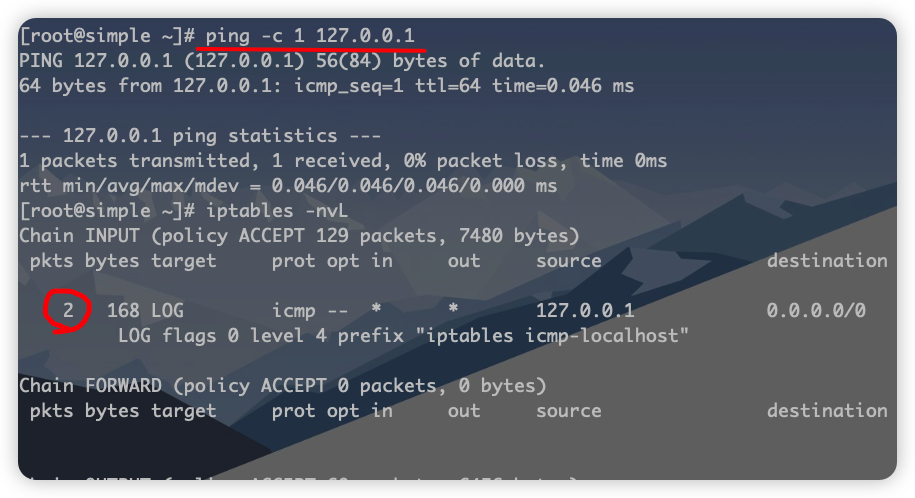 [root@simple ~]# ping -c 1 127.0.0.1
PING 127.0.0.1 (127.0.0.1) 56(84) bytes of data.
64 bytes from 127.0.0.1: icmp_seq=1 ttl=64 time=0.046 ms
--- 127.0.0.1 ping statistics ---
1 packets transmitted, 1 received, 0% packet loss, time 0ms
rtt min/avg/max/mdev = 0.046/0.046/0.046/0.000 ms
[root@simple ~]# iptables -nvL
Chain INPUT (policy ACCEPT 129 packets, 7480 bytes)
pkts bytes target prot opt in out source destination
2 168 LOG icmp -- * * 127.0.0.1 0.0.0.0/0
LOG flags 0 level 4 prefix "iptables icmp-localhost"
Chain FORWARD (policy ACCEPT 0 packets, 0 bytes)
pkts bytes target prot opt in out source destination